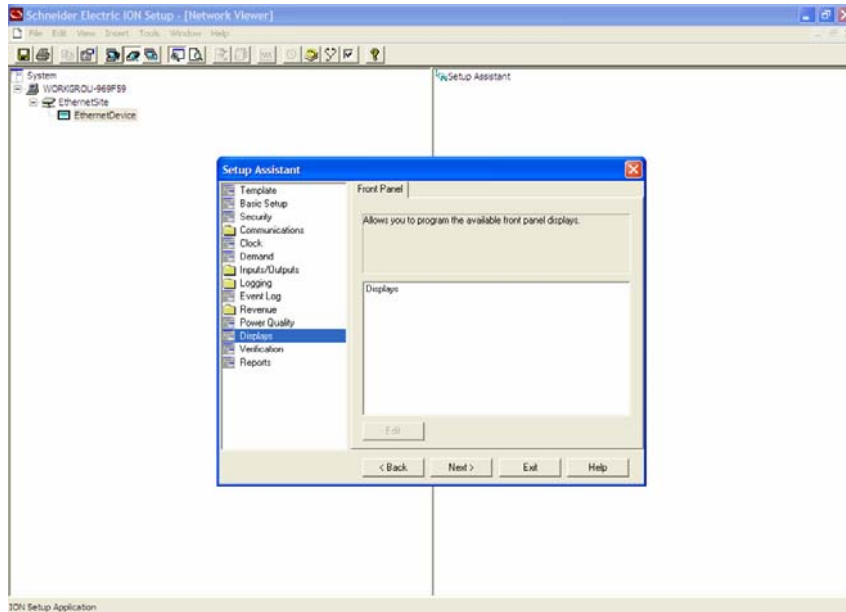 Schneider Electric ION Setup - [Network Viewer]
File Edit View Insert Tools Window Help
System
WORKGROU-969F59
EthernetSite
EthernetDevice
Setup Assistant
Setup Assistant
Template
Basic Setup
Security
Communications
Clock
Demand
Inputs/Outputs
Logging
Event Log
Revenue
Power Quality
Displays
Verification
Reports
Front Panel
Allows you to program the available front panel displays.
Displays
Edit
< Back
Next >
Exit
Help
ION Setup Application